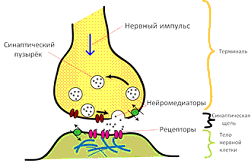 Нервный импульс
Синаптический
пузырёк
Терминаль
Нейромедиаторы
Синаптическая
щель
Рецепторы
Тело
нервной
клетки